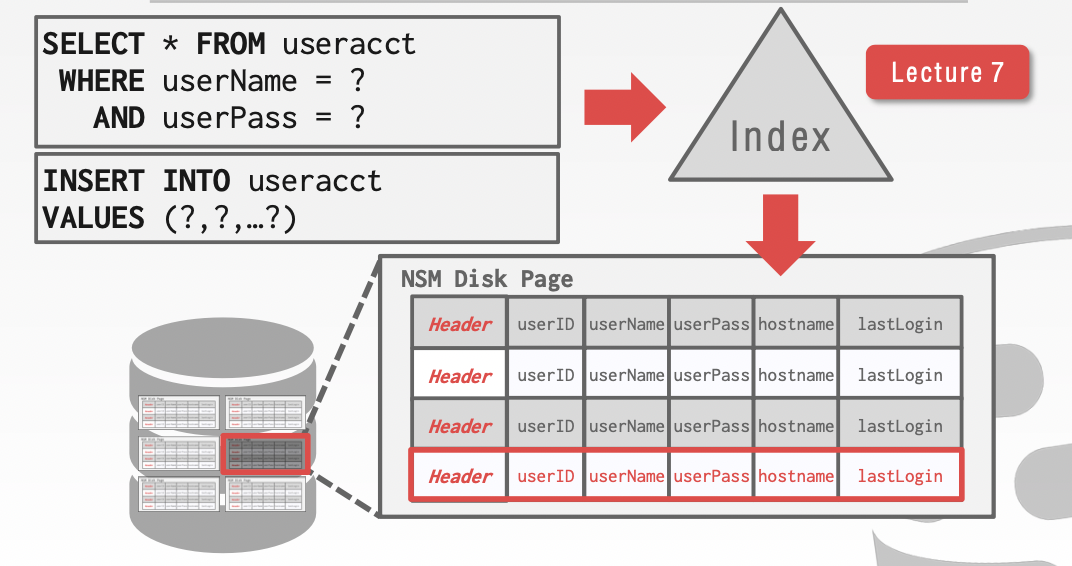 SELECT * FROM useracct
WHERE userName = ?
AND userPass = ?
INSERT INTO useracct
VALUES (?,?,…?)
Index
Lecture 7
NSM Disk Page
Header userID userName userPass hostname lastLogin
Header userID userName userPass hostname lastLogin
Header userID userName userPass hostname lastLogin
Header userID userName userPass hostname lastLogin